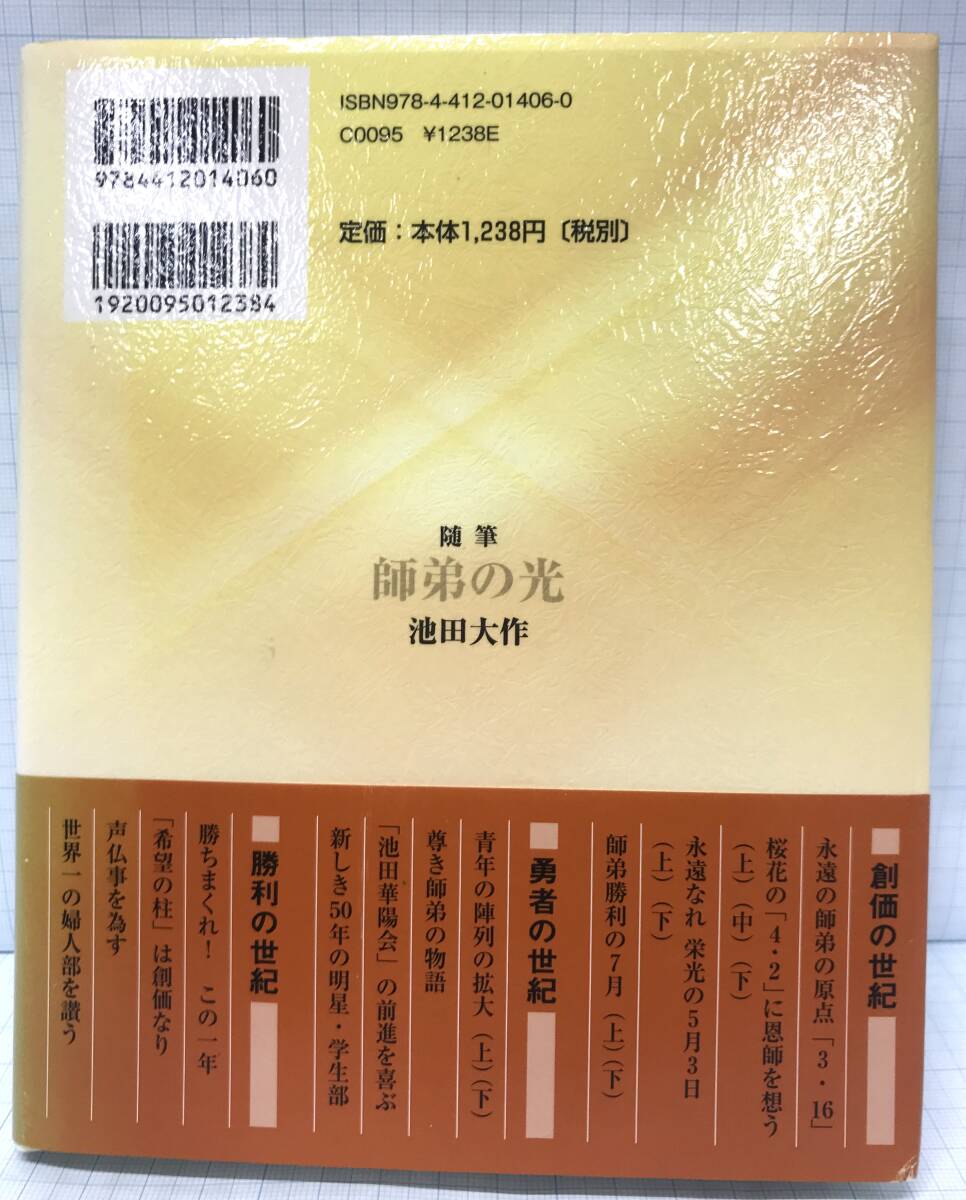 9784412014060
1920095012384
ISBN978-4-412-01406-0
C0095 ¥1238E
定価：本体1,238円〔税別〕
随筆
師弟の光
池田大作
創価の世紀
永遠の師弟の原点「3・16」
桜花の「4・2」に恩師を想う
（上）（中）（下）
永遠なれ 栄光の5月3日
（上）（下）
師弟勝利の7月（上）（下）
勇者の世紀
青年の陣列の拡大（上）（下）
尊き師弟の物語
「池田華陽会」の前進を喜ぶ
新しき50年の明星・学生部
勝利の世紀
勝ちまくれ！ この一年
「希望の柱」は創価なり
声仏事を為す
世界一の婦人部を讃う